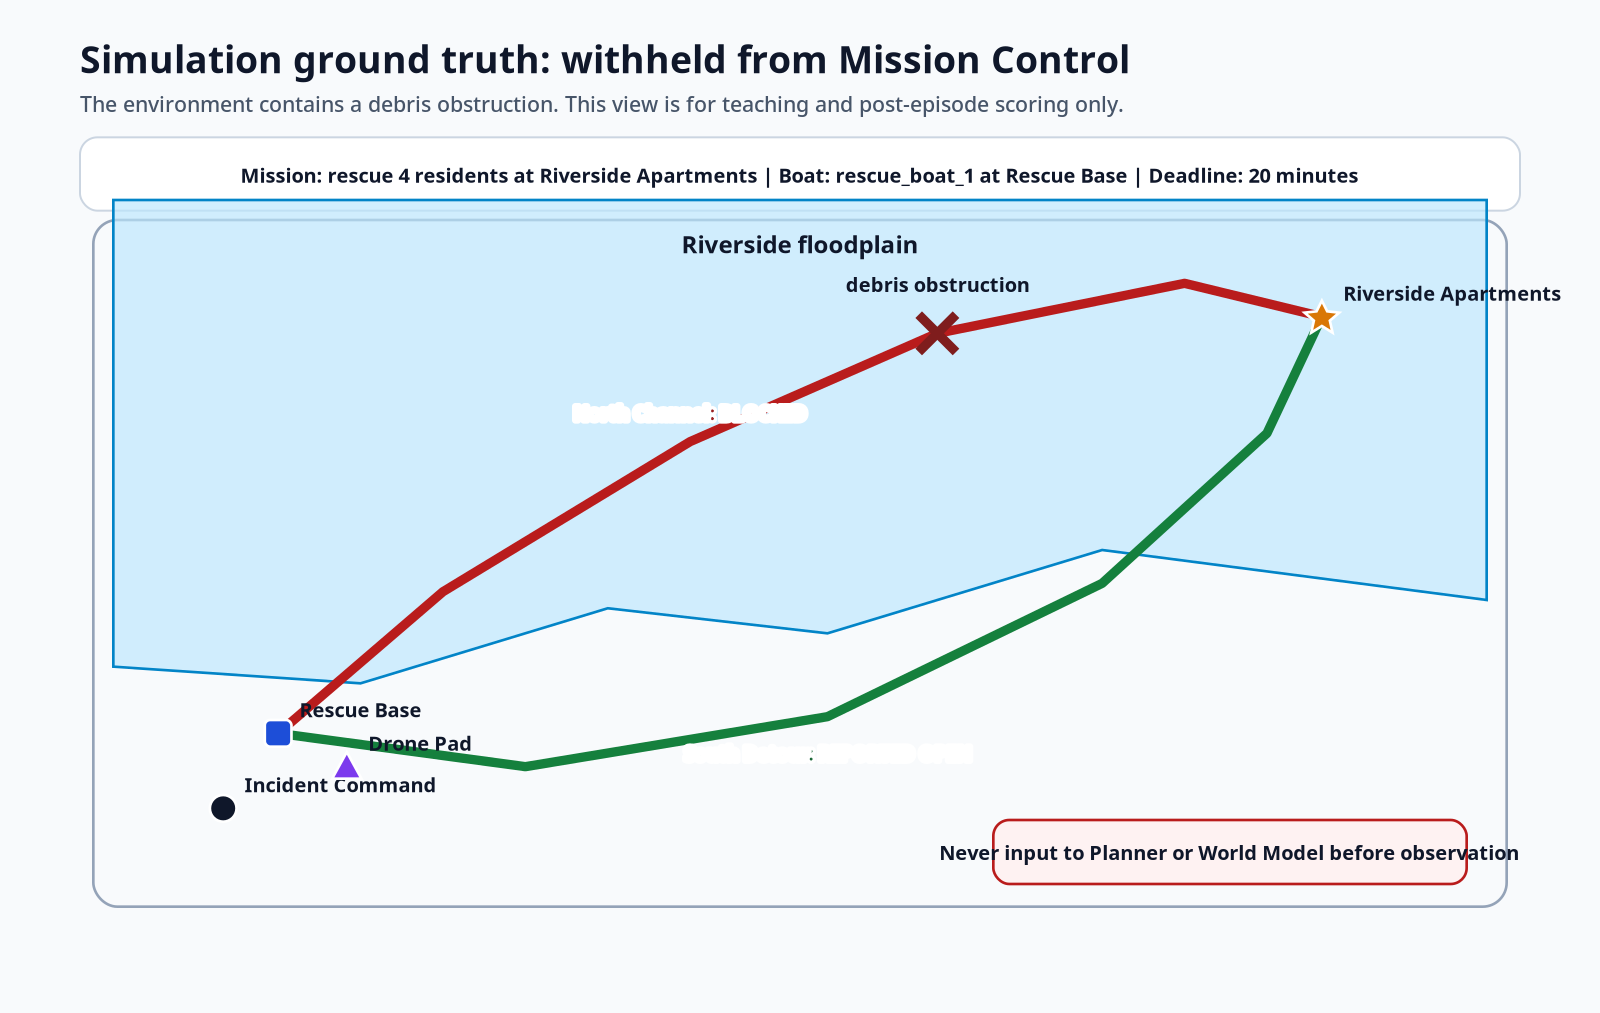 Simulation ground truth: withheld from Mission Control
The environment contains a debris obstruction. This view is for teaching and post-episode scoring only.
Mission: rescue 4 residents at Riverside Apartments | Boat: rescue_boat_1 at Rescue Base | Deadline: 20 minutes
Riverside floodplain
debris obstruction
Riverside Apartments
North Channel: BLOCKED
Rescue Base
Drone Pad
Incident Command
Never input to Planner or World Model before observation